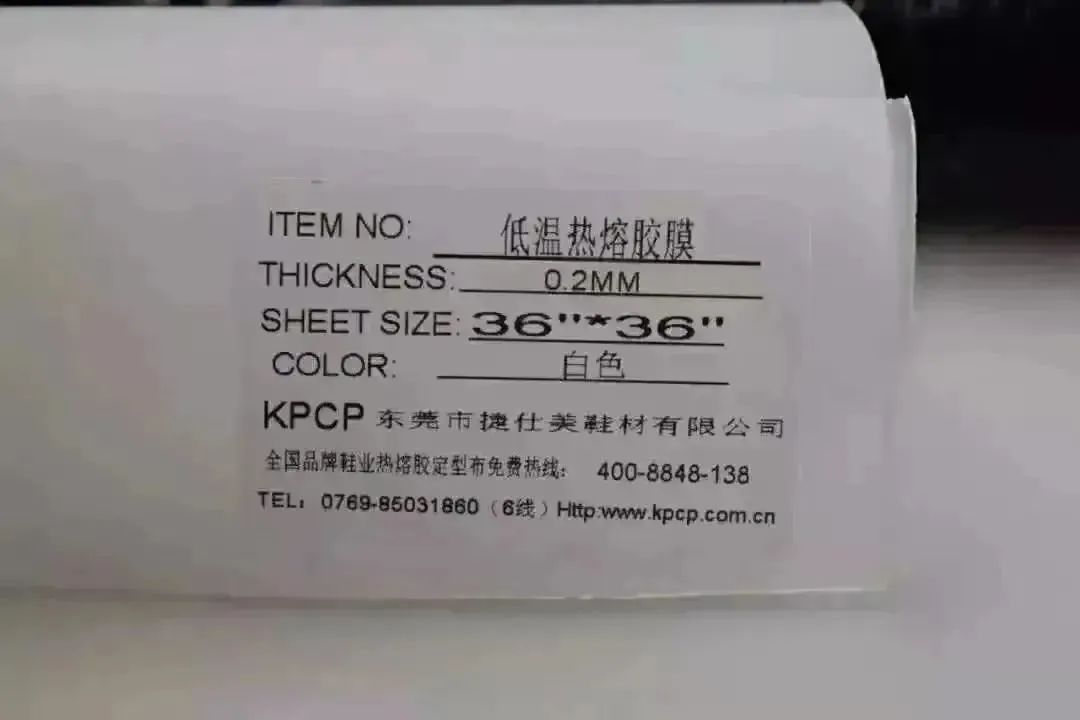 ITEM NO: 低温热熔胶膜
THICKNESS: 0.2MM
SHEET SIZE: 36"*36"
COLOR: 白色
KPCP 东莞市捷仕美鞋材有限公司
全国品牌鞋业热熔胶定型布免费热线： 400-8848-138
TEL：0769-85031860（6线）Http:www.kpcp.com.cn